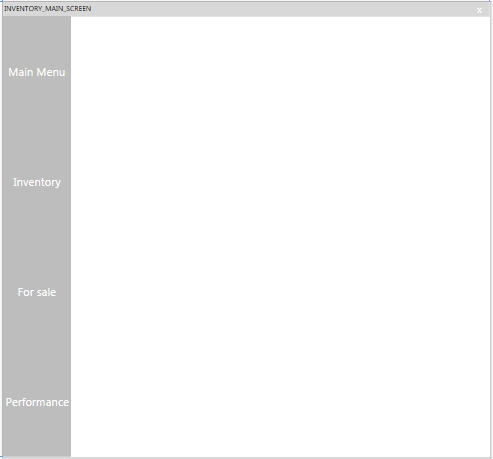 INVENTORY_MAIN_SCREEN
x
Main Menu
Inventory
For sale
Performance